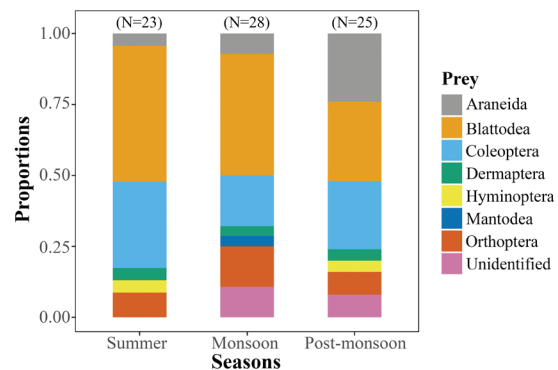 (N=23) (N=28) (N=25)
1.00
0.75
0.50
0.25
0.00
Proportions
Summer Monsoon Post-monsoon
Seasons
Prey
Araneida
Blattodea
Coleoptera
Dermaptera
Hyminoptera
Mantodea
Orthoptera
Unidentified